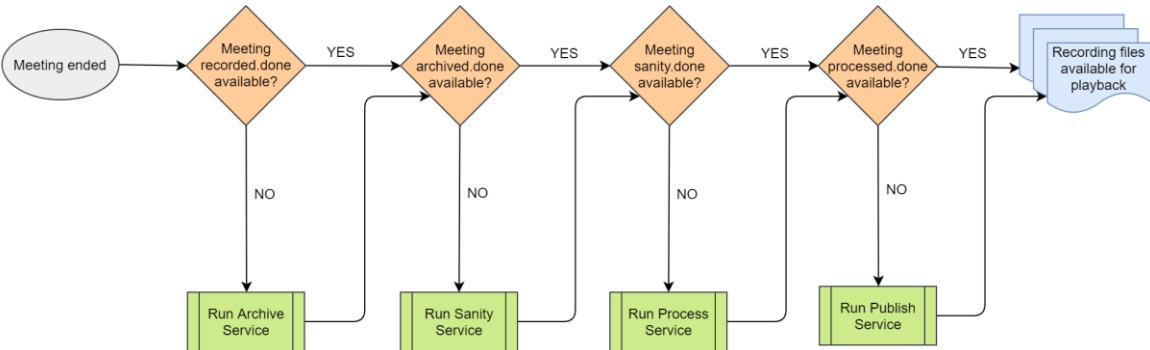 Meeting ended
Meeting
recorded.done
available?
YES
Meeting
archived.done
available?
YES
Meeting
sanity.done
available?
YES
Meeting
processed.done
available?
YES
Recording files
available for
playback
NO
NO
NO
NO
Run Archive
Service
Run Sanity
Service
Run Process
Service
Run Publish
Service